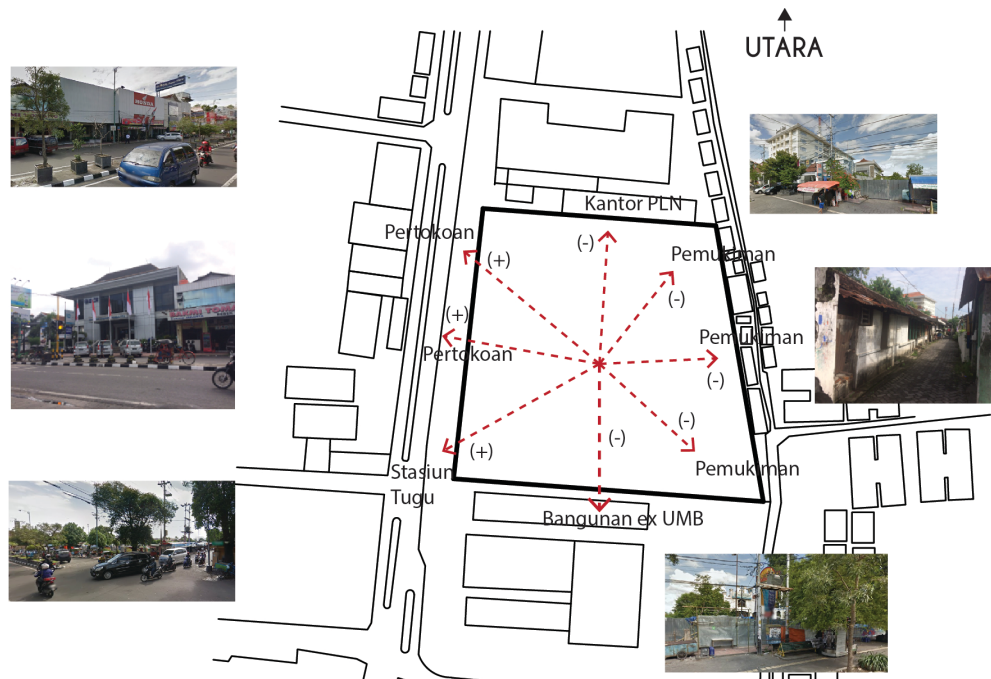 UTARA
Kantor PLN
Pertokoan
(-)
(+)
Pemukiman
(-)
(+)
Pemukiman
Pertokoan
(-)
(-)
(-)
(+)
Pemukiman
Stasiun
Tugu
Bangunan ex UMB